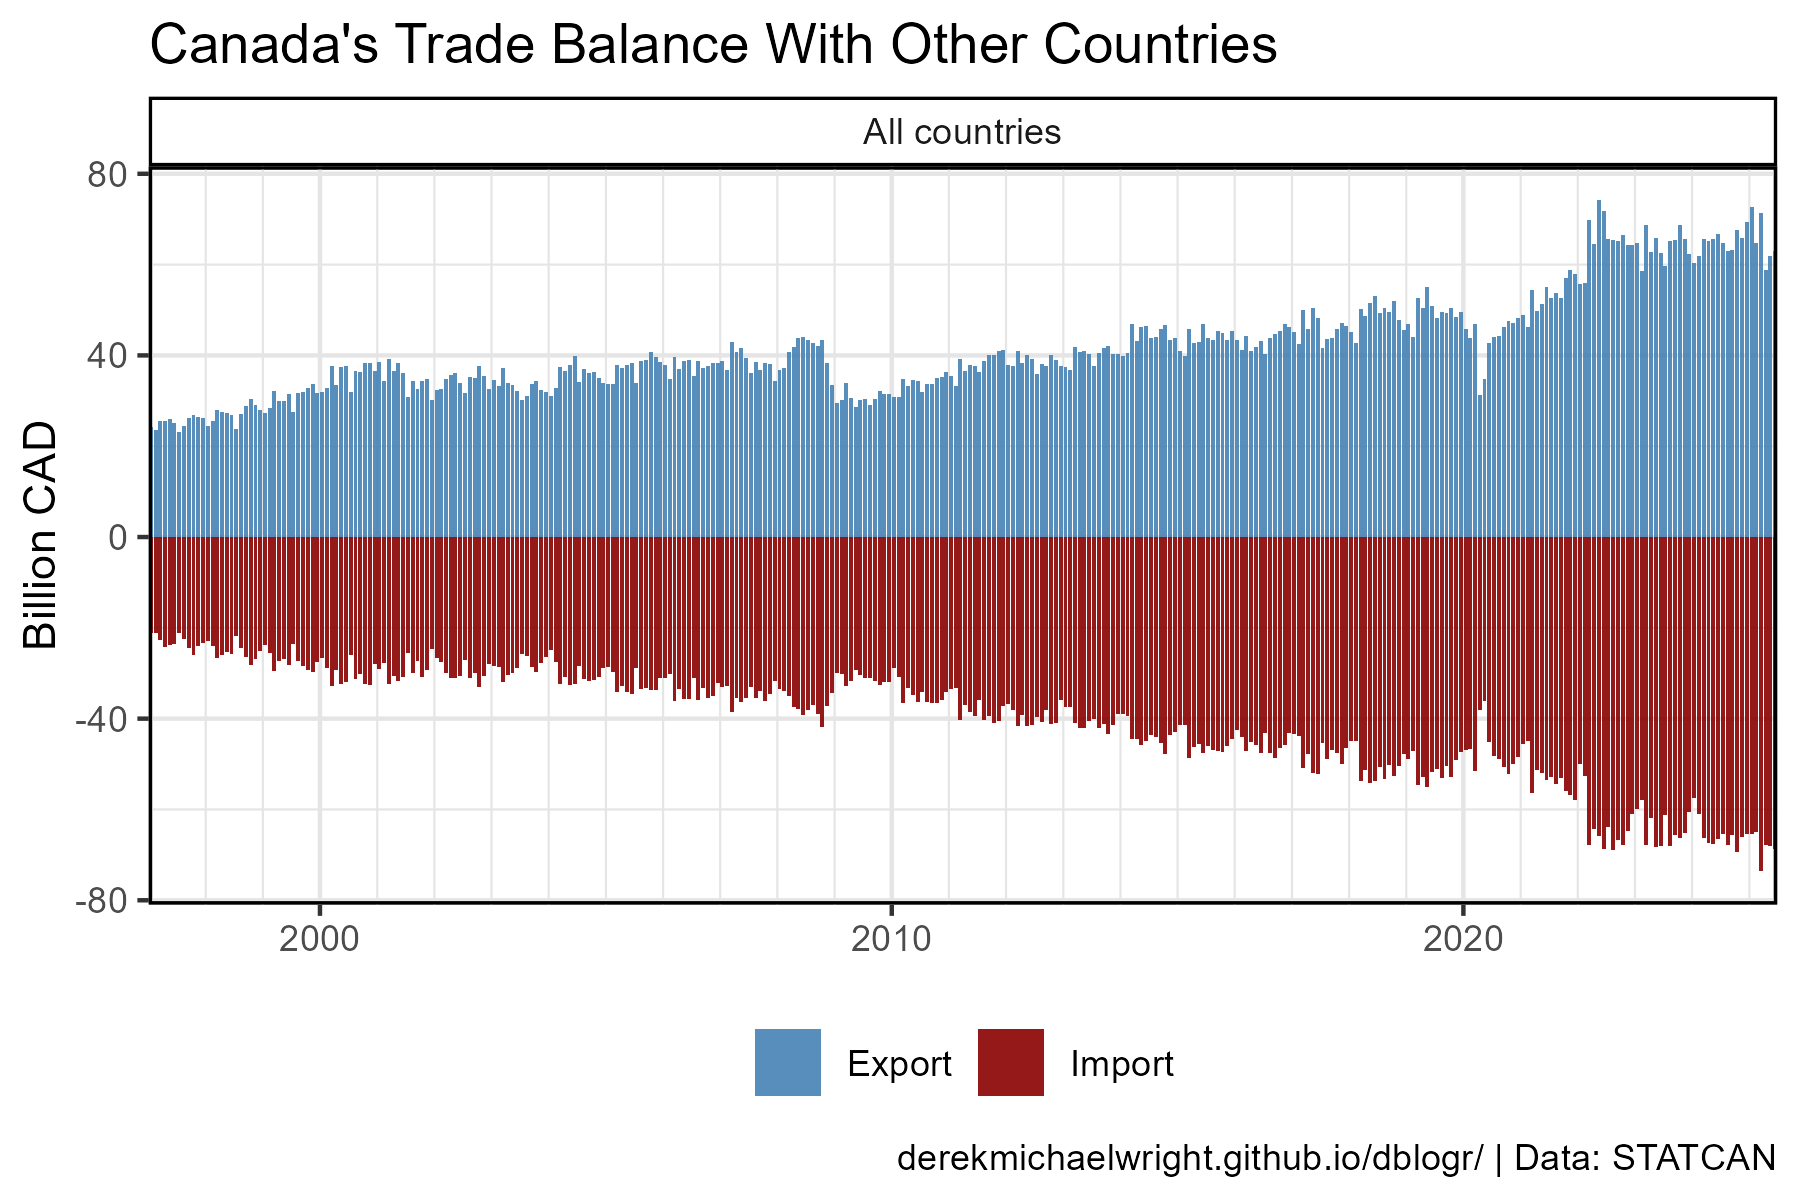 Canada's Trade Balance With Other Countries
All countries
80
40
0
-40
-80
Billion CAD
2000 2010 2020
Export Import
derekmichaelwright.github.io/dblogr/ | Data: STATCAN